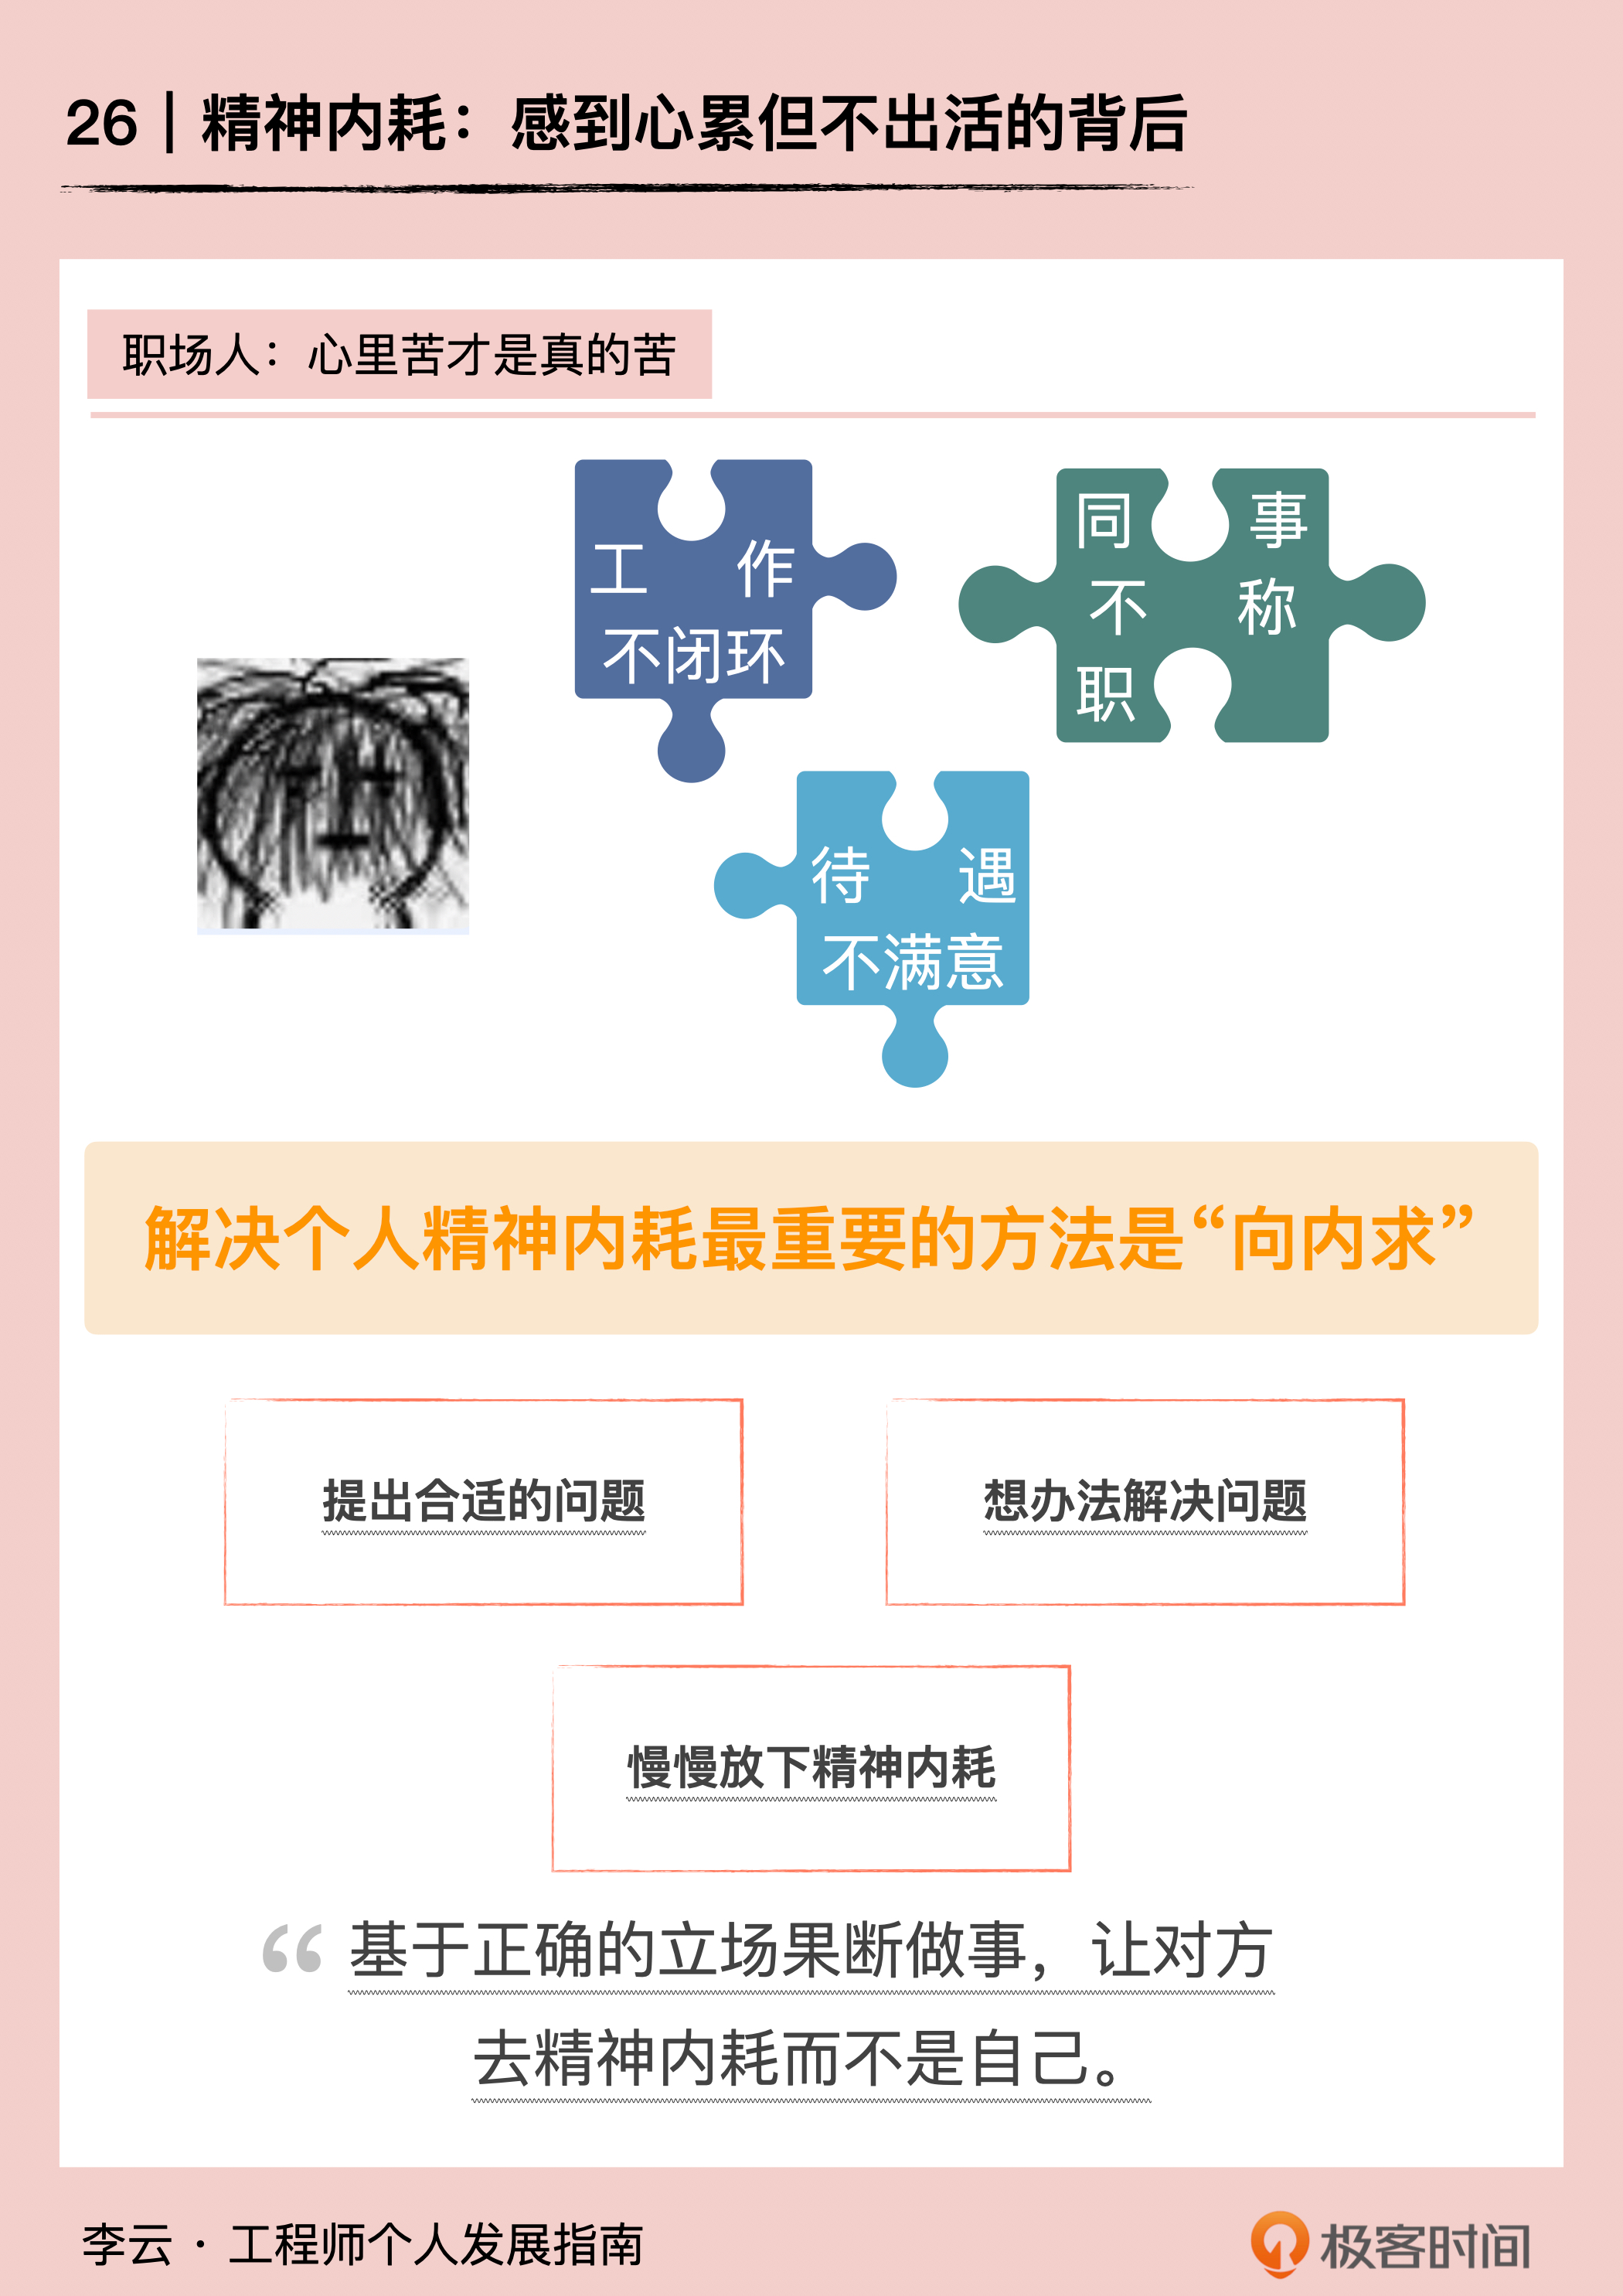 26｜精神内耗：感到心累但不出活的背后
职场人：心里苦才是真的苦
工 作
不闭环
同 事
不 称
职
待 遇
不满意
解决个人精神内耗最重要的方法是“向内求”
提出合适的问题
想办法解决问题
慢慢放下精神内耗
“基于正确的立场果断做事，让对方
去精神内耗而不是自己。
李云 · 工程师个人发展指南
极客时间